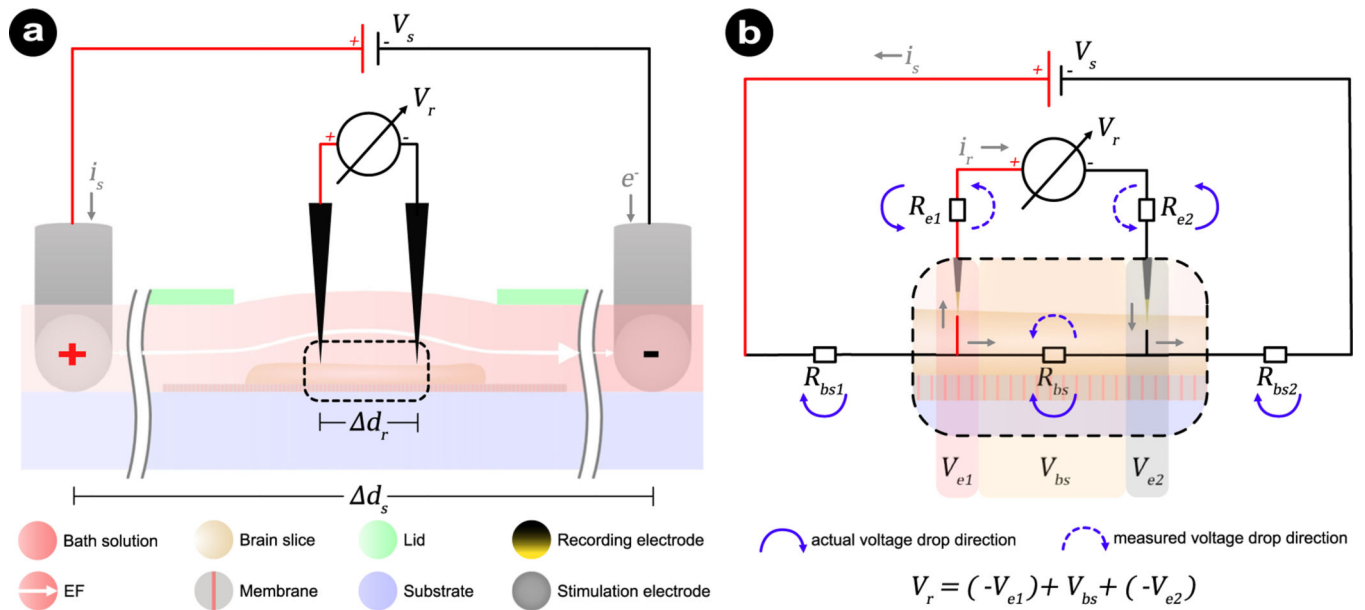 a
V_s
+ -
V_r
+ -
i_s
e^-
+
-
Δd_r
Δd_s
Bath solution
Brain slice
Lid
Recording electrode
EF
Membrane
Substrate
Stimulation electrode
b
i_s
V_s
+ -
V_r
i_r
+ -
R_e1
R_e2
R_bs1
R_bs
R_bs2
V_e1
V_bs
V_e2
actual voltage drop direction
measured voltage drop direction
V_r = (-V_e1) + V_bs + (-V_e2)